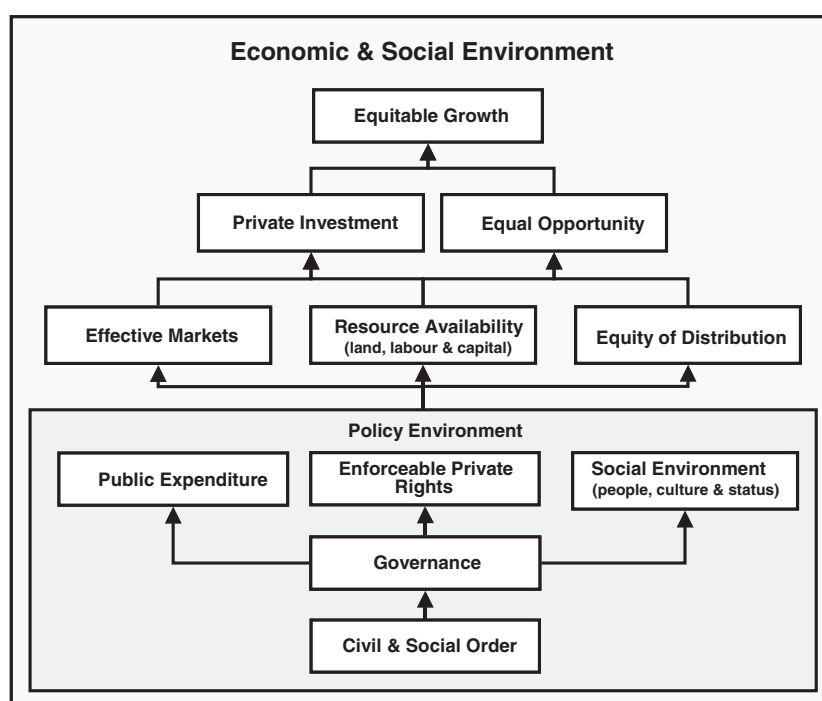 Economic & Social Environment
Equitable Growth
Private Investment
Equal Opportunity
Effective Markets
Resource Availability
(land, labour & capital)
Equity of Distribution
Policy Environment
Public Expenditure
Enforceable Private
Rights
Social Environment
(people, culture & status)
Governance
Civil & Social Order